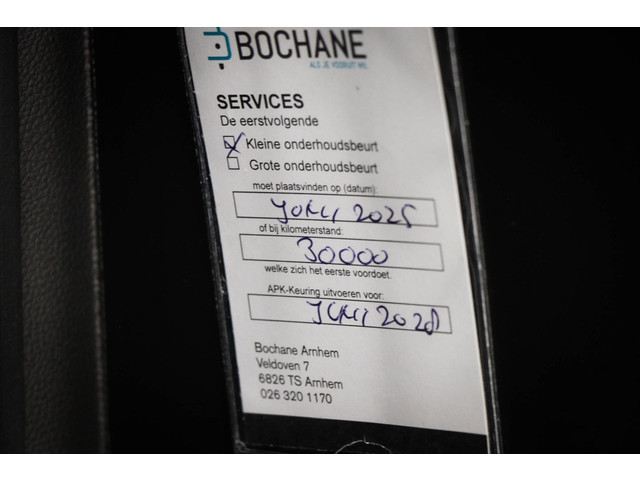 BOCHANE
ALS JE VOORUIT WIL
SERVICES
De eerstvolgende
Kleine onderhoudsbeurt
Grote onderhoudsbeurt
moet plaatsvinden op (datum):
2025
of bij kilometerstand:
30000
welke zich het eerste voordoet.
APK-Keuring uitvoeren voor:
Juni 2028
Bochane Arnhem
Veldoven 7
6826 TS Arnhem
026 320 1170